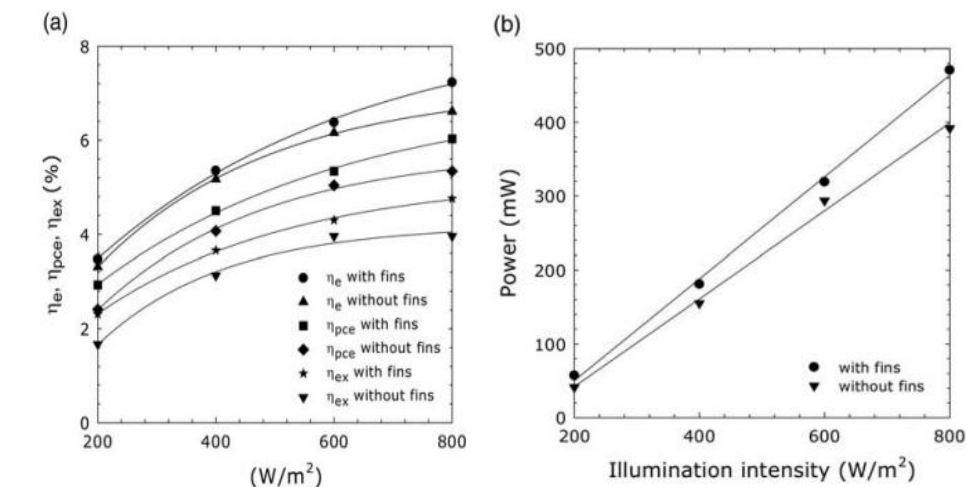 (a)
8
6
4
2
0
ηe, ηpce, ηex (%)
ηe with fins
ηe without fins
ηpce with fins
ηpce without fins
ηex with fins
ηex without fins
200 400 600 800
(W/m²)
(b)
500
400
300
200
100
0
Power (mW)
with fins
without fins
200 400 600 800
Illumination intensity (W/m²)